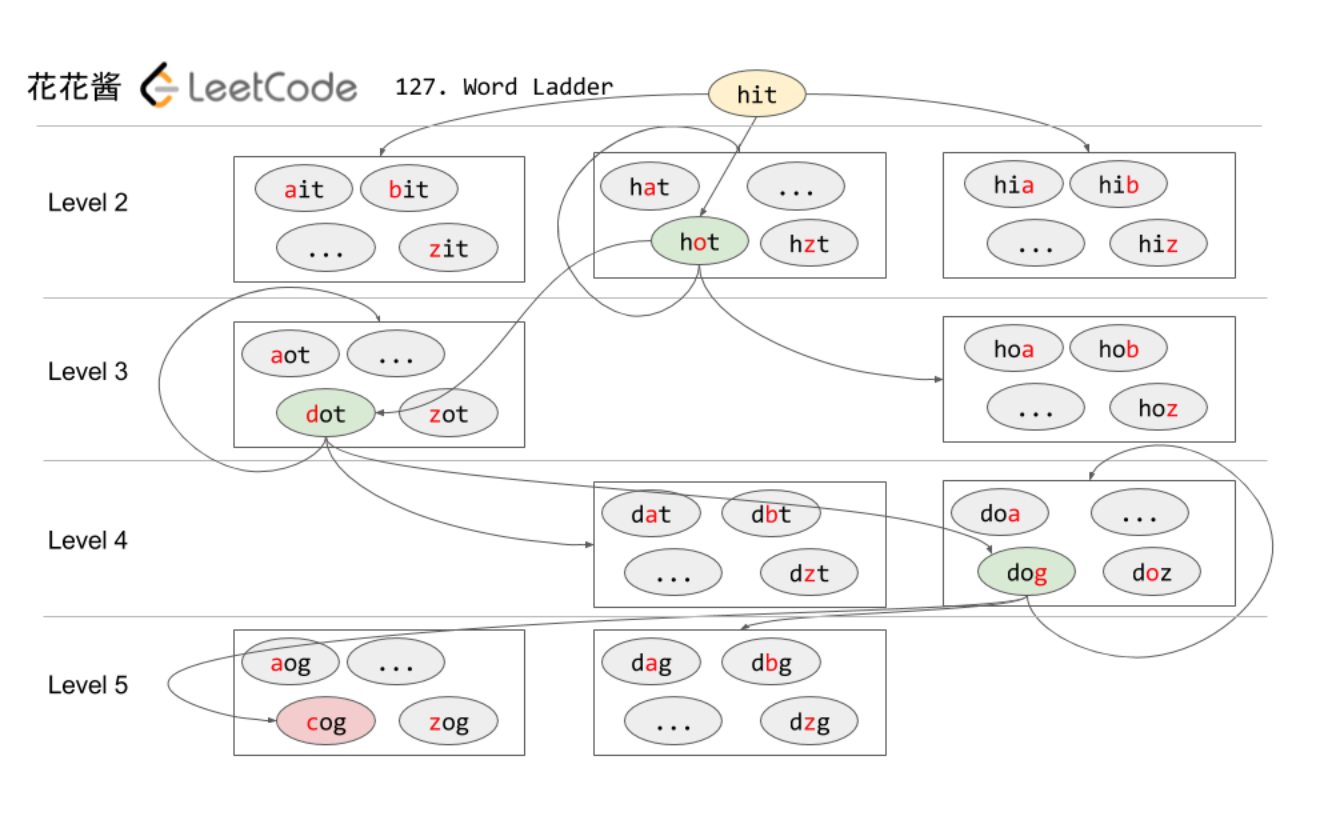 花花酱 LeetCode 127. Word Ladder
hit
Level 2
ait bit
... zit
hat ...
hot hzt
hia hib
... hiz
Level 3
aot ...
dot zot
hoa hob
... hoz
Level 4
dat dbt
... dzt
doa ...
dog doz
Level 5
aog ...
cog zog
dag dbg
... dzg